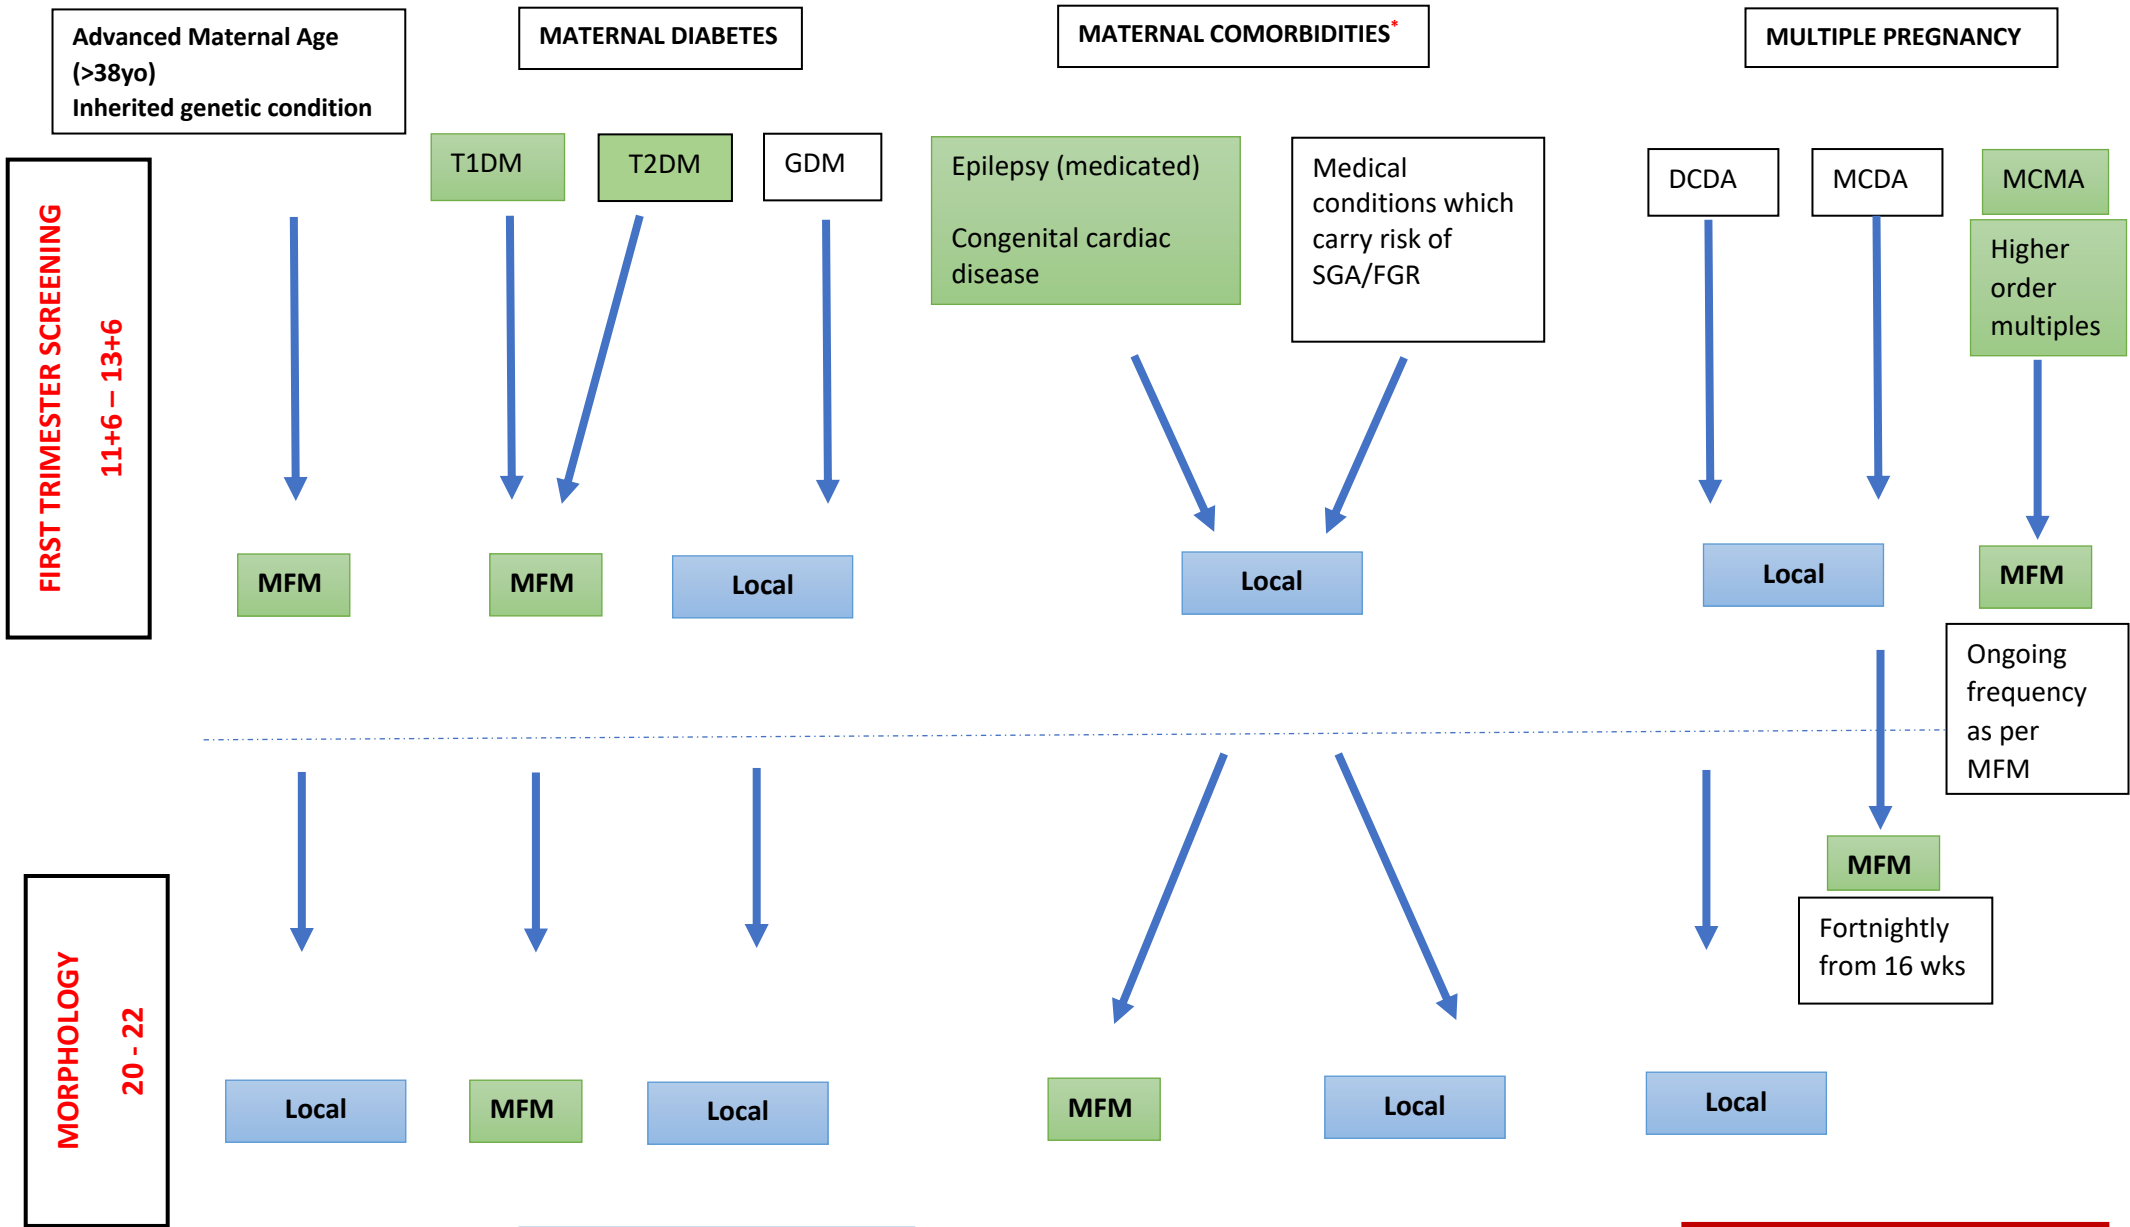 Advanced Maternal Age
(>38yo)
Inherited genetic condition
MATERNAL DIABETES
MATERNAL COMORBIDITIES*
MULTIPLE PREGNANCY
FIRST TRIMESTER SCREENING
11+6 – 13+6
T1DM
T2DM
GDM
Epilepsy (medicated)
Congenital cardiac
disease
Medical
conditions which
carry risk of
SGA/FGR
DCDA
MCDA
MCMA
Higher
order
multiples
MFM
MFM
Local
Local
Local
MFM
Ongoing
frequency
as per
MFM
MFM
Fortnightly
from 16 wks
MORPHOLOGY
20 - 22
Local
MFM
Local
MFM
Local
Local